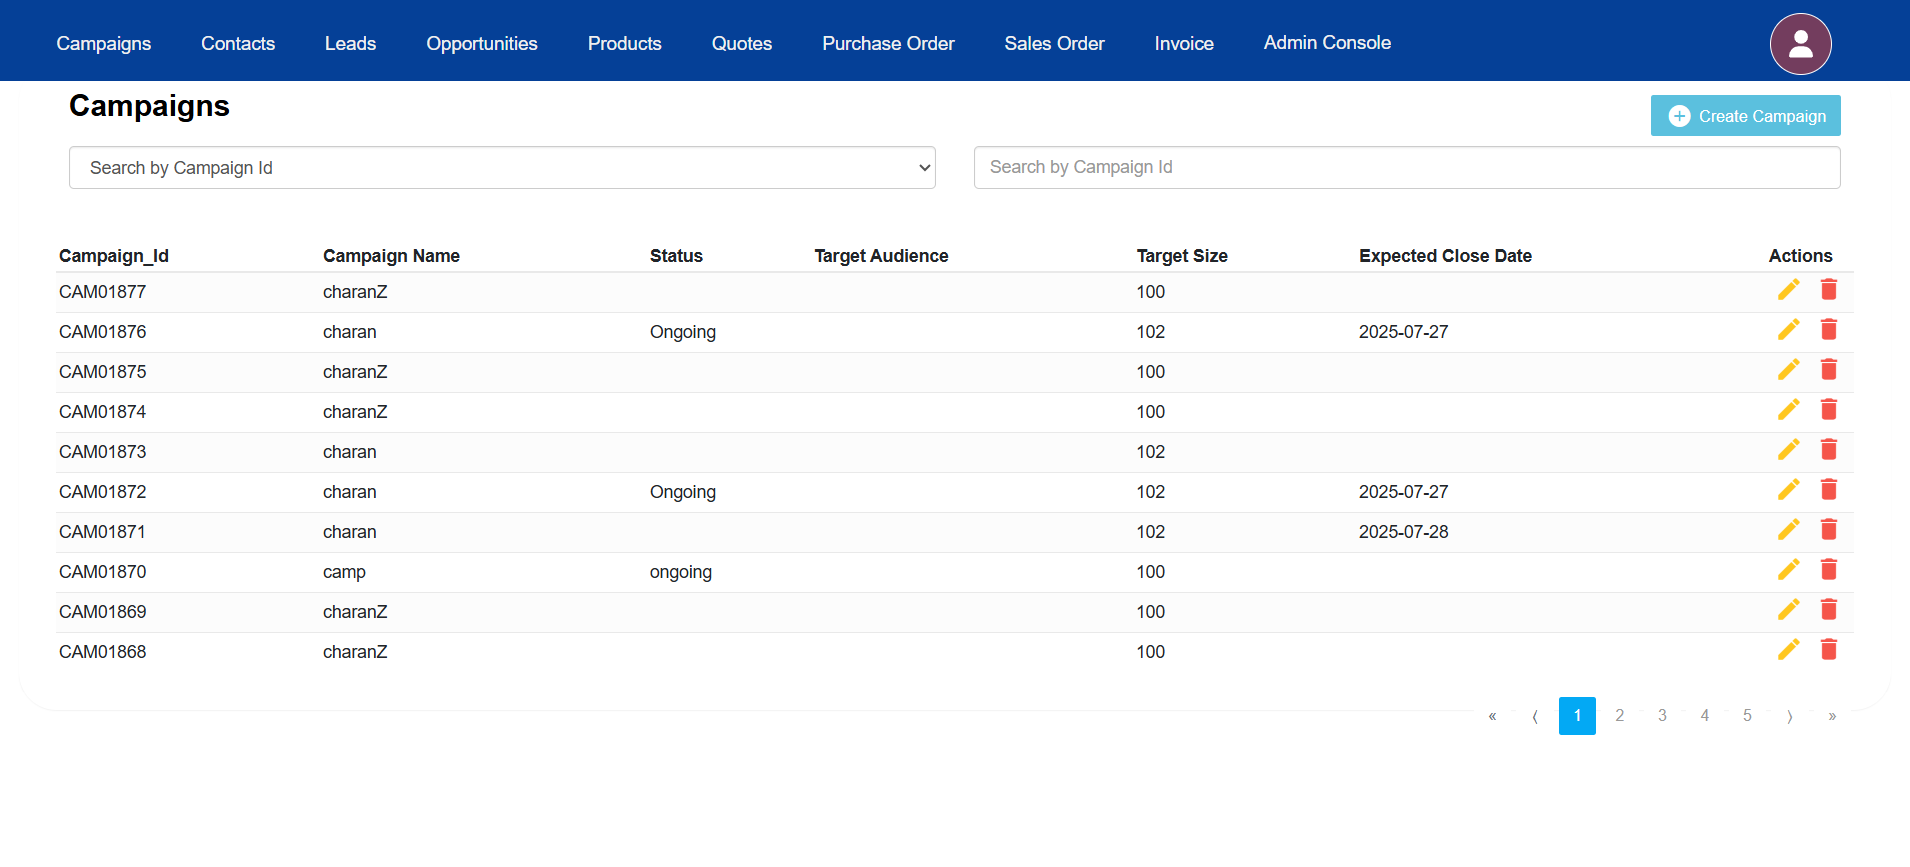 Campaigns Contacts Leads Opportunities Products Quotes Purchase Order Sales Order Invoice Admin Console
Campaigns
Create Campaign
Search by Campaign Id
Search by Campaign Id
Campaign_Id Campaign Name Status Target Audience Target Size Expected Close Date Actions
CAM01877 charanZ 100
CAM01876 charan Ongoing 102 2025-07-27
CAM01875 charanZ 100
CAM01874 charanZ 100
CAM01873 charan 102
CAM01872 charan Ongoing 102 2025-07-27
CAM01871 charan 102 2025-07-28
CAM01870 camp ongoing 100
CAM01869 charanZ 100
CAM01868 charanZ 100
« ⟨ 1 2 3 4 5 ⟩ »